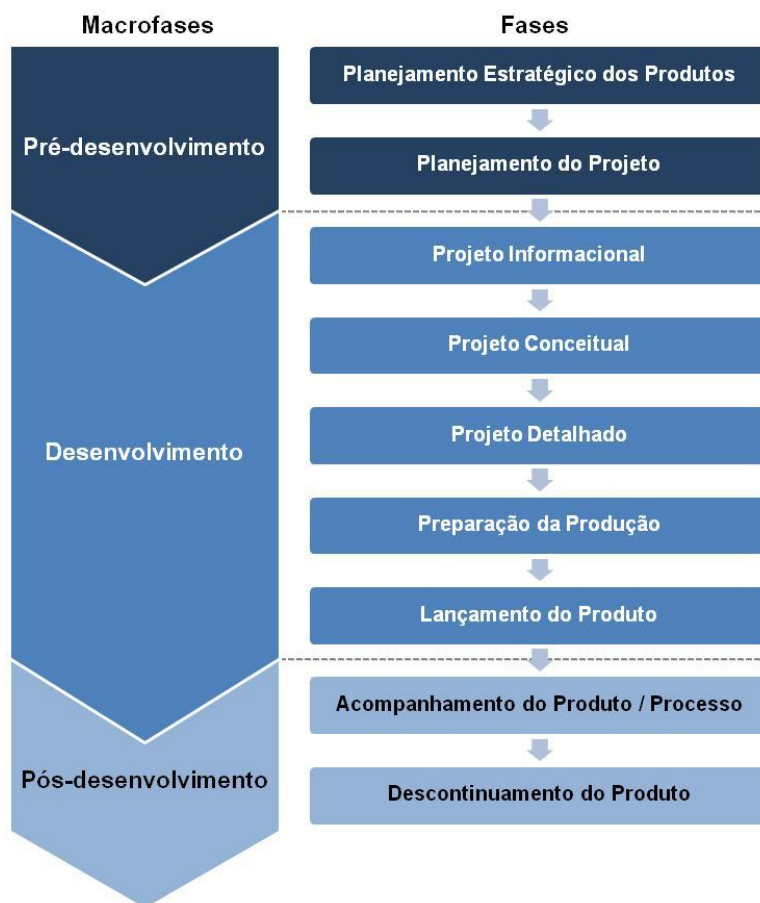 Macrofases
Fases
Pré-desenvolvimento
Planejamento Estratégico dos Produtos
Planejamento do Projeto
Desenvolvimento
Projeto Informacional
Projeto Conceitual
Projeto Detalhado
Preparação da Produção
Lançamento do Produto
Pós-desenvolvimento
Acompanhamento do Produto / Processo
Descontinuamento do Produto